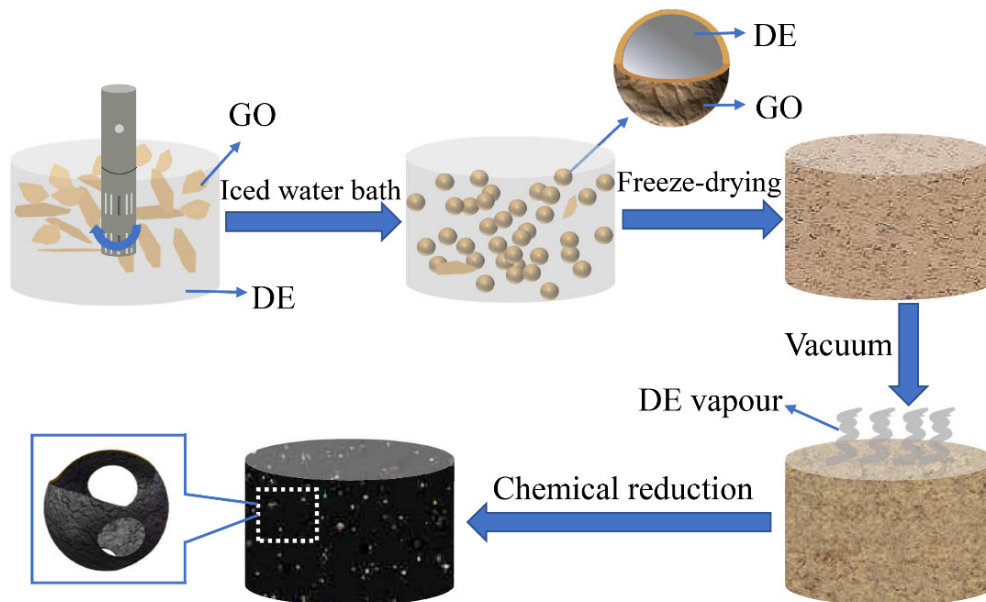 DE
GO
GO
Iced water bath
Freeze-drying
DE
Vacuum
DE vapour
Chemical reduction